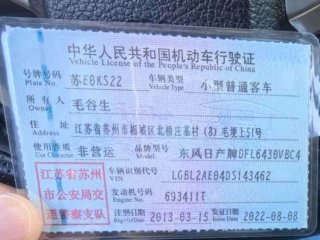 中华人民共和国机动车行驶证
Vehicle License of the People's Republic of China
号牌号码 Plate No. 苏E0KS22 车辆类型 Vehicle Type 小型普通客车
所有人 Owner 毛谷生
住址 Address 江苏省苏州市相城区北桥庄基村(8)毛埂上51号
使用性质 Use Character 非营运 品牌型号 Model 东风日产牌DFL6430VBC4
江苏省苏州市公安局交通警察支队
车辆识别代号 VIN LGBL2AE04DS143462
发动机号码 Engine No. 693411T
注册日期 2013-03-15 发证日期 2022-08-08